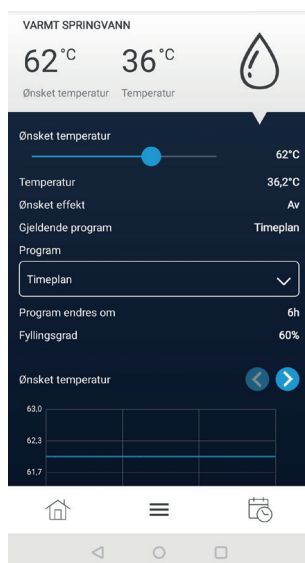 VARMT SPRINGVANN
62°C 36°C
Ønsket temperatur Temperatur
Ønsket temperatur
62°C
Temperatur 36,2°C
Ønsket effekt Av
Gjeldende program Timeplan
Program
Timeplan
Program endres om 6h
Fyllingsgrad 60%
Ønsket temperatur
63,0
62,3
61,7